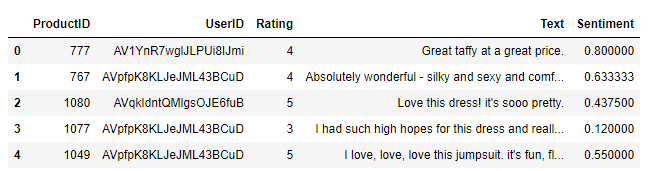 ProductID UserID Rating Text Sentiment
0 777 AV1YnR7wglJLPUi8IJmi 4 Great taffy at a great price. 0.800000
1 767 AVpfpK8KLJeJML43BCuD 4 Absolutely wonderful - silky and sexy and comf... 0.633333
2 1080 AVqkIdntQMlgsOJE6fuB 5 Love this dress! it's sooo pretty. 0.437500
3 1077 AVpfpK8KLJeJML43BCuD 3 I had such high hopes for this dress and reall... 0.120000
4 1049 AVpfpK8KLJeJML43BCuD 5 I love, love, love this jumpsuit. it's fun, fl... 0.550000